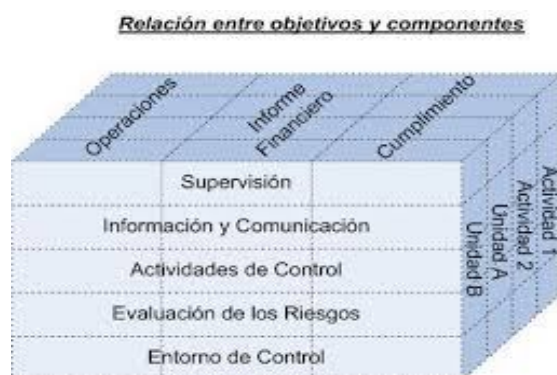 Relación entre objetivos y componentes
Operaciones
Informe
Financiero
Cumplimiento
Supervisión
Información y Comunicación
Actividades de Control
Evaluación de los Riesgos
Entorno de Control
Unidad B
Unidad A
Actividad 2
Actividad 1